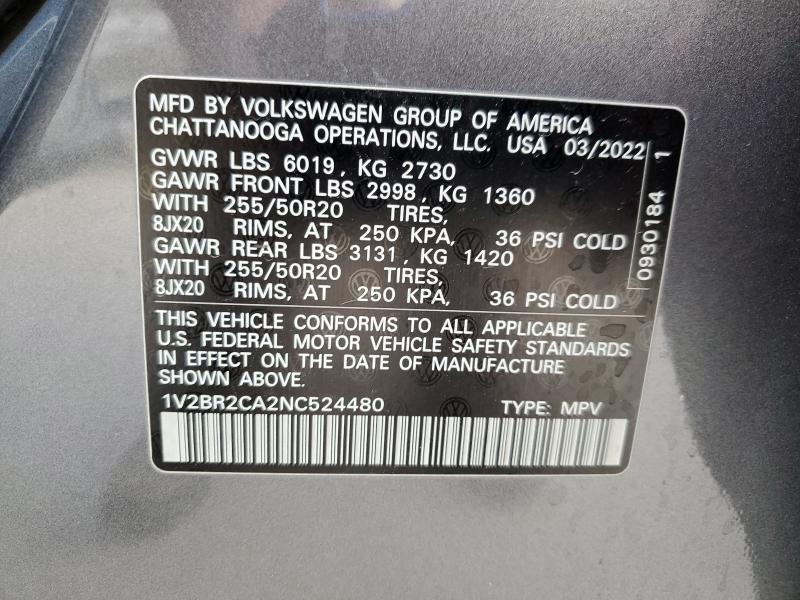 MFD BY VOLKSWAGEN GROUP OF AMERICA
CHATTANOOGA OPERATIONS, LLC. USA 03/2022
GVWR LBS 6019, KG 2730
GAWR FRONT LBS 2998, KG 1360
WITH 255/50R20 TIRES,
8JX20 RIMS, AT 250 KPA, 36 PSI COLD
GAWR REAR LBS 3131, KG 1420
WITH 255/50R20 TIRES,
8JX20 RIMS, AT 250 KPA, 36 PSI COLD
0930184 1
THIS VEHICLE CONFORMS TO ALL APPLICABLE
U.S. FEDERAL MOTOR VEHICLE SAFETY STANDARDS
IN EFFECT ON THE DATE OF MANUFACTURE
SHOWN ABOVE.
1V2BR2CA2NC524480 TYPE: MPV